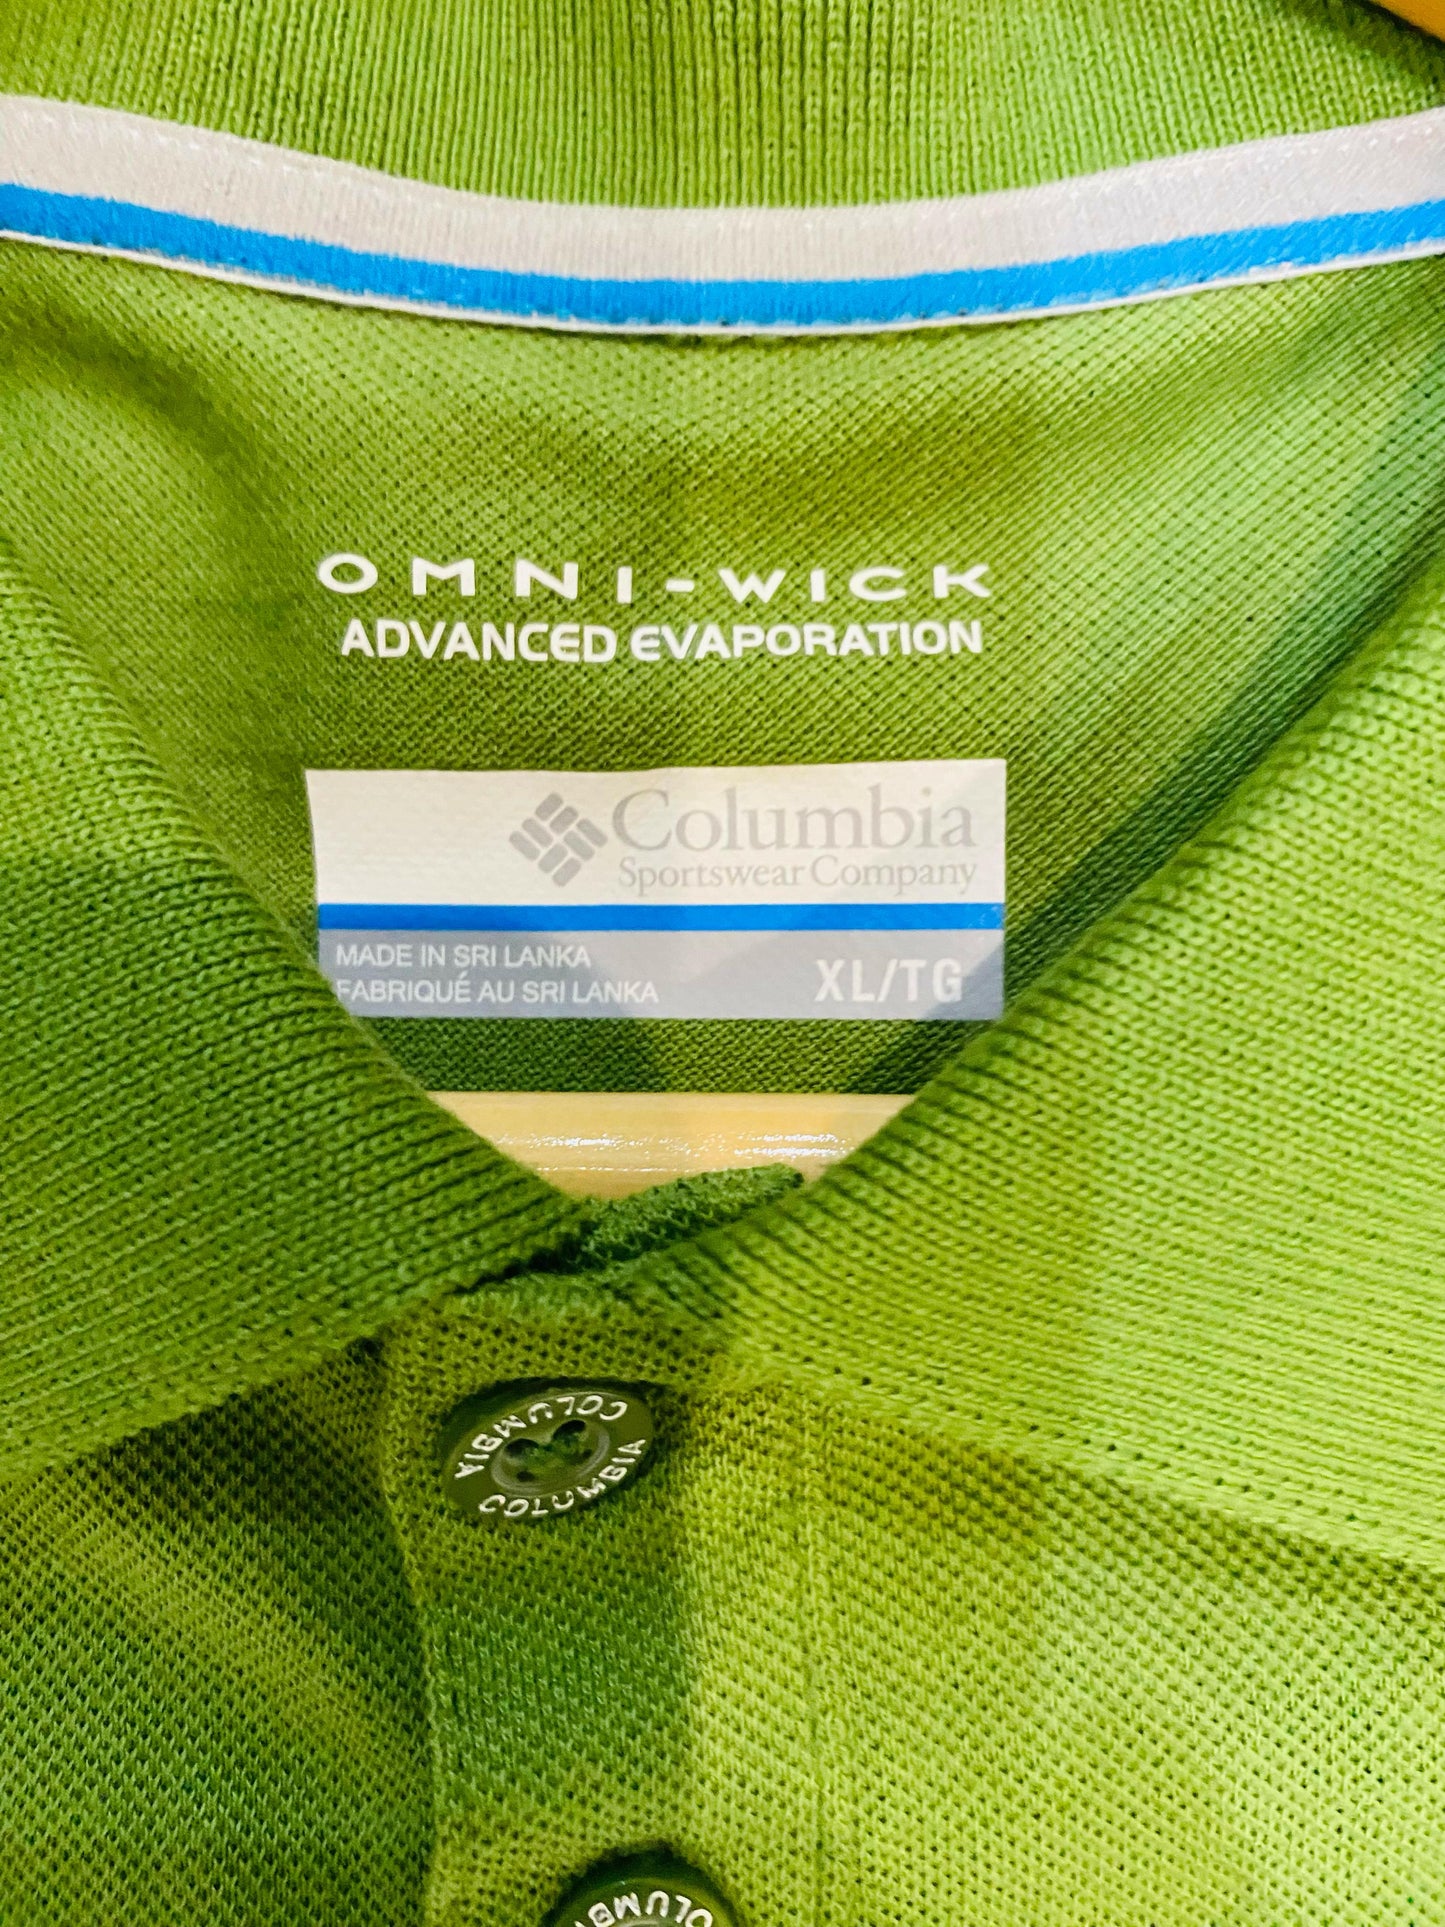 OMNI-WICK
ADVANCED EVAPORATION
Columbia
Sportswear Company
MADE IN SRI LANKA
FABRIQUÉ AU SRI LANKA
XL/TG
COLUMBIA
COLUMBIA